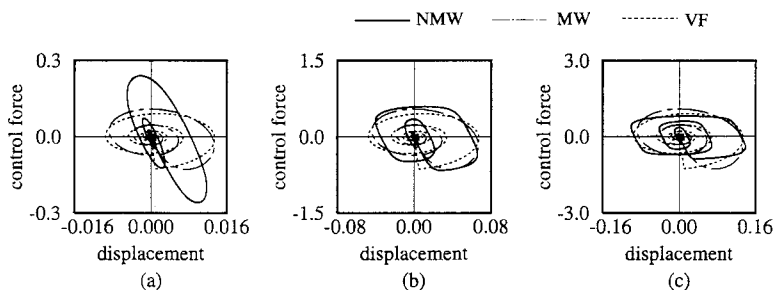 NMW MW VF
0.3 1.5 3.0
control force control force control force
0.0 0.0 0.0
-0.3 -1.5 -3.0
-0.016 0.000 0.016 -0.08 0.00 0.08 -0.16 0.00 0.16
displacement displacement displacement
(a) (b) (c)